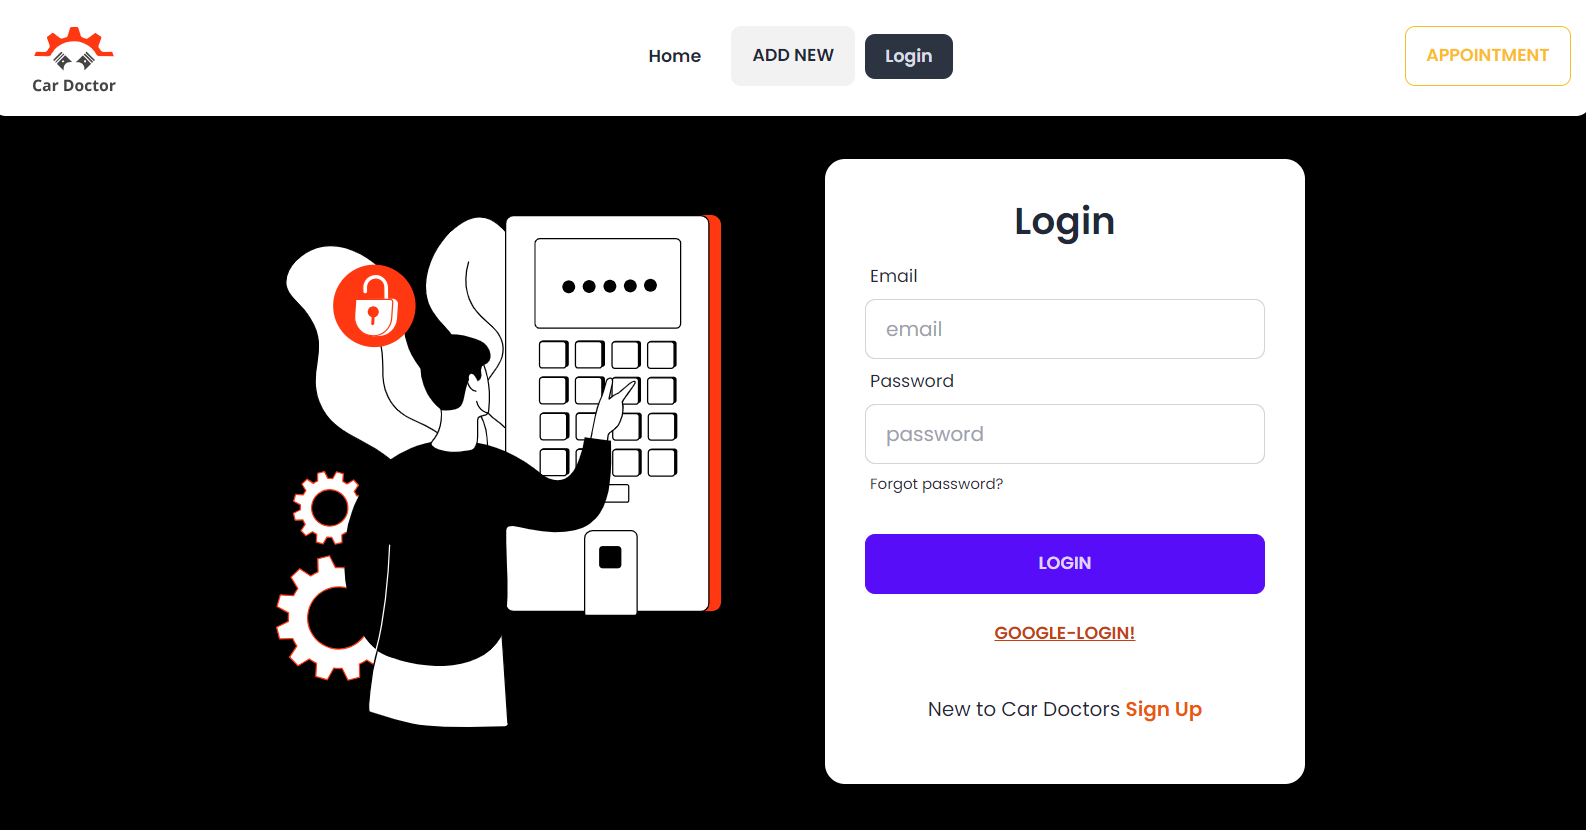 Car Doctor
Home
ADD NEW
Login
APPOINTMENT
Login
Email
email
Password
password
Forgot password?
LOGIN
GOOGLE-LOGIN!
New to Car Doctors Sign Up